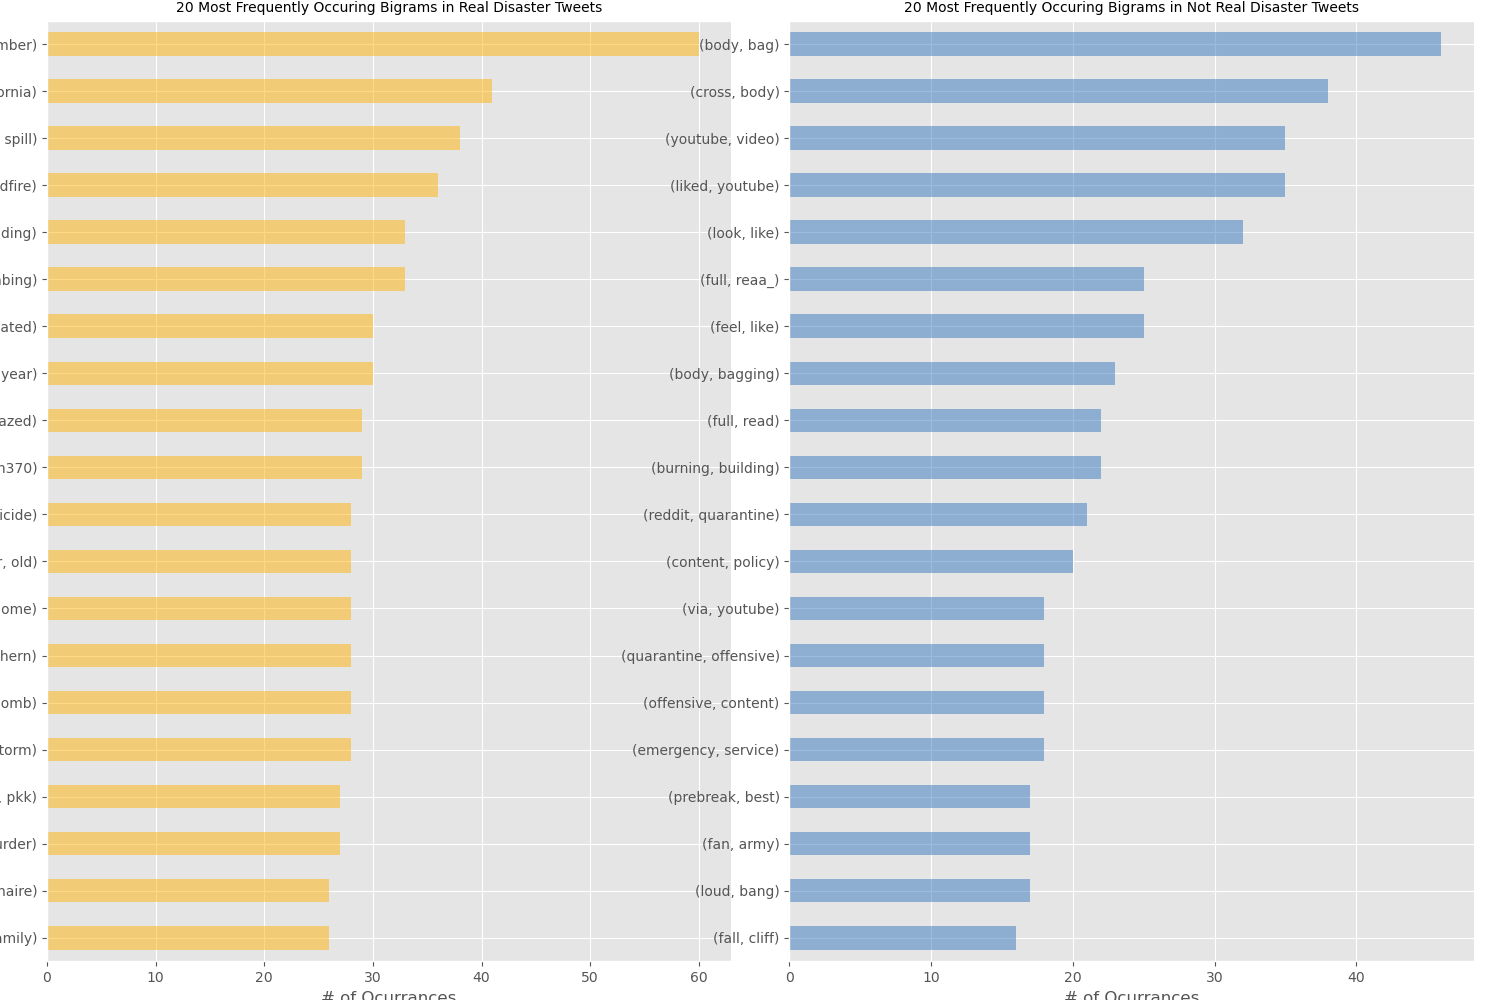 20 Most Frequently Occuring Bigrams in Real Disaster Tweets
mber)
ornia)
spill)
dfire)
ding)
bing)
ated)
year)
azed)
h370)
icide)
, old)
ome)
hern)
omb)
torm)
pkk)
urder)
naire)
mily)
0 10 20 30 40 50 60
# of Ocurrances
20 Most Frequently Occuring Bigrams in Not Real Disaster Tweets
(body, bag)
(cross, body)
(youtube, video)
(liked, youtube)
(look, like)
(full, reaa_)
(feel, like)
(body, bagging)
(full, read)
(burning, building)
(reddit, quarantine)
(content, policy)
(via, youtube)
(quarantine, offensive)
(offensive, content)
(emergency, service)
(prebreak, best)
(fan, army)
(loud, bang)
(fall, cliff)
0 10 20 30 40
# of Ocurrances